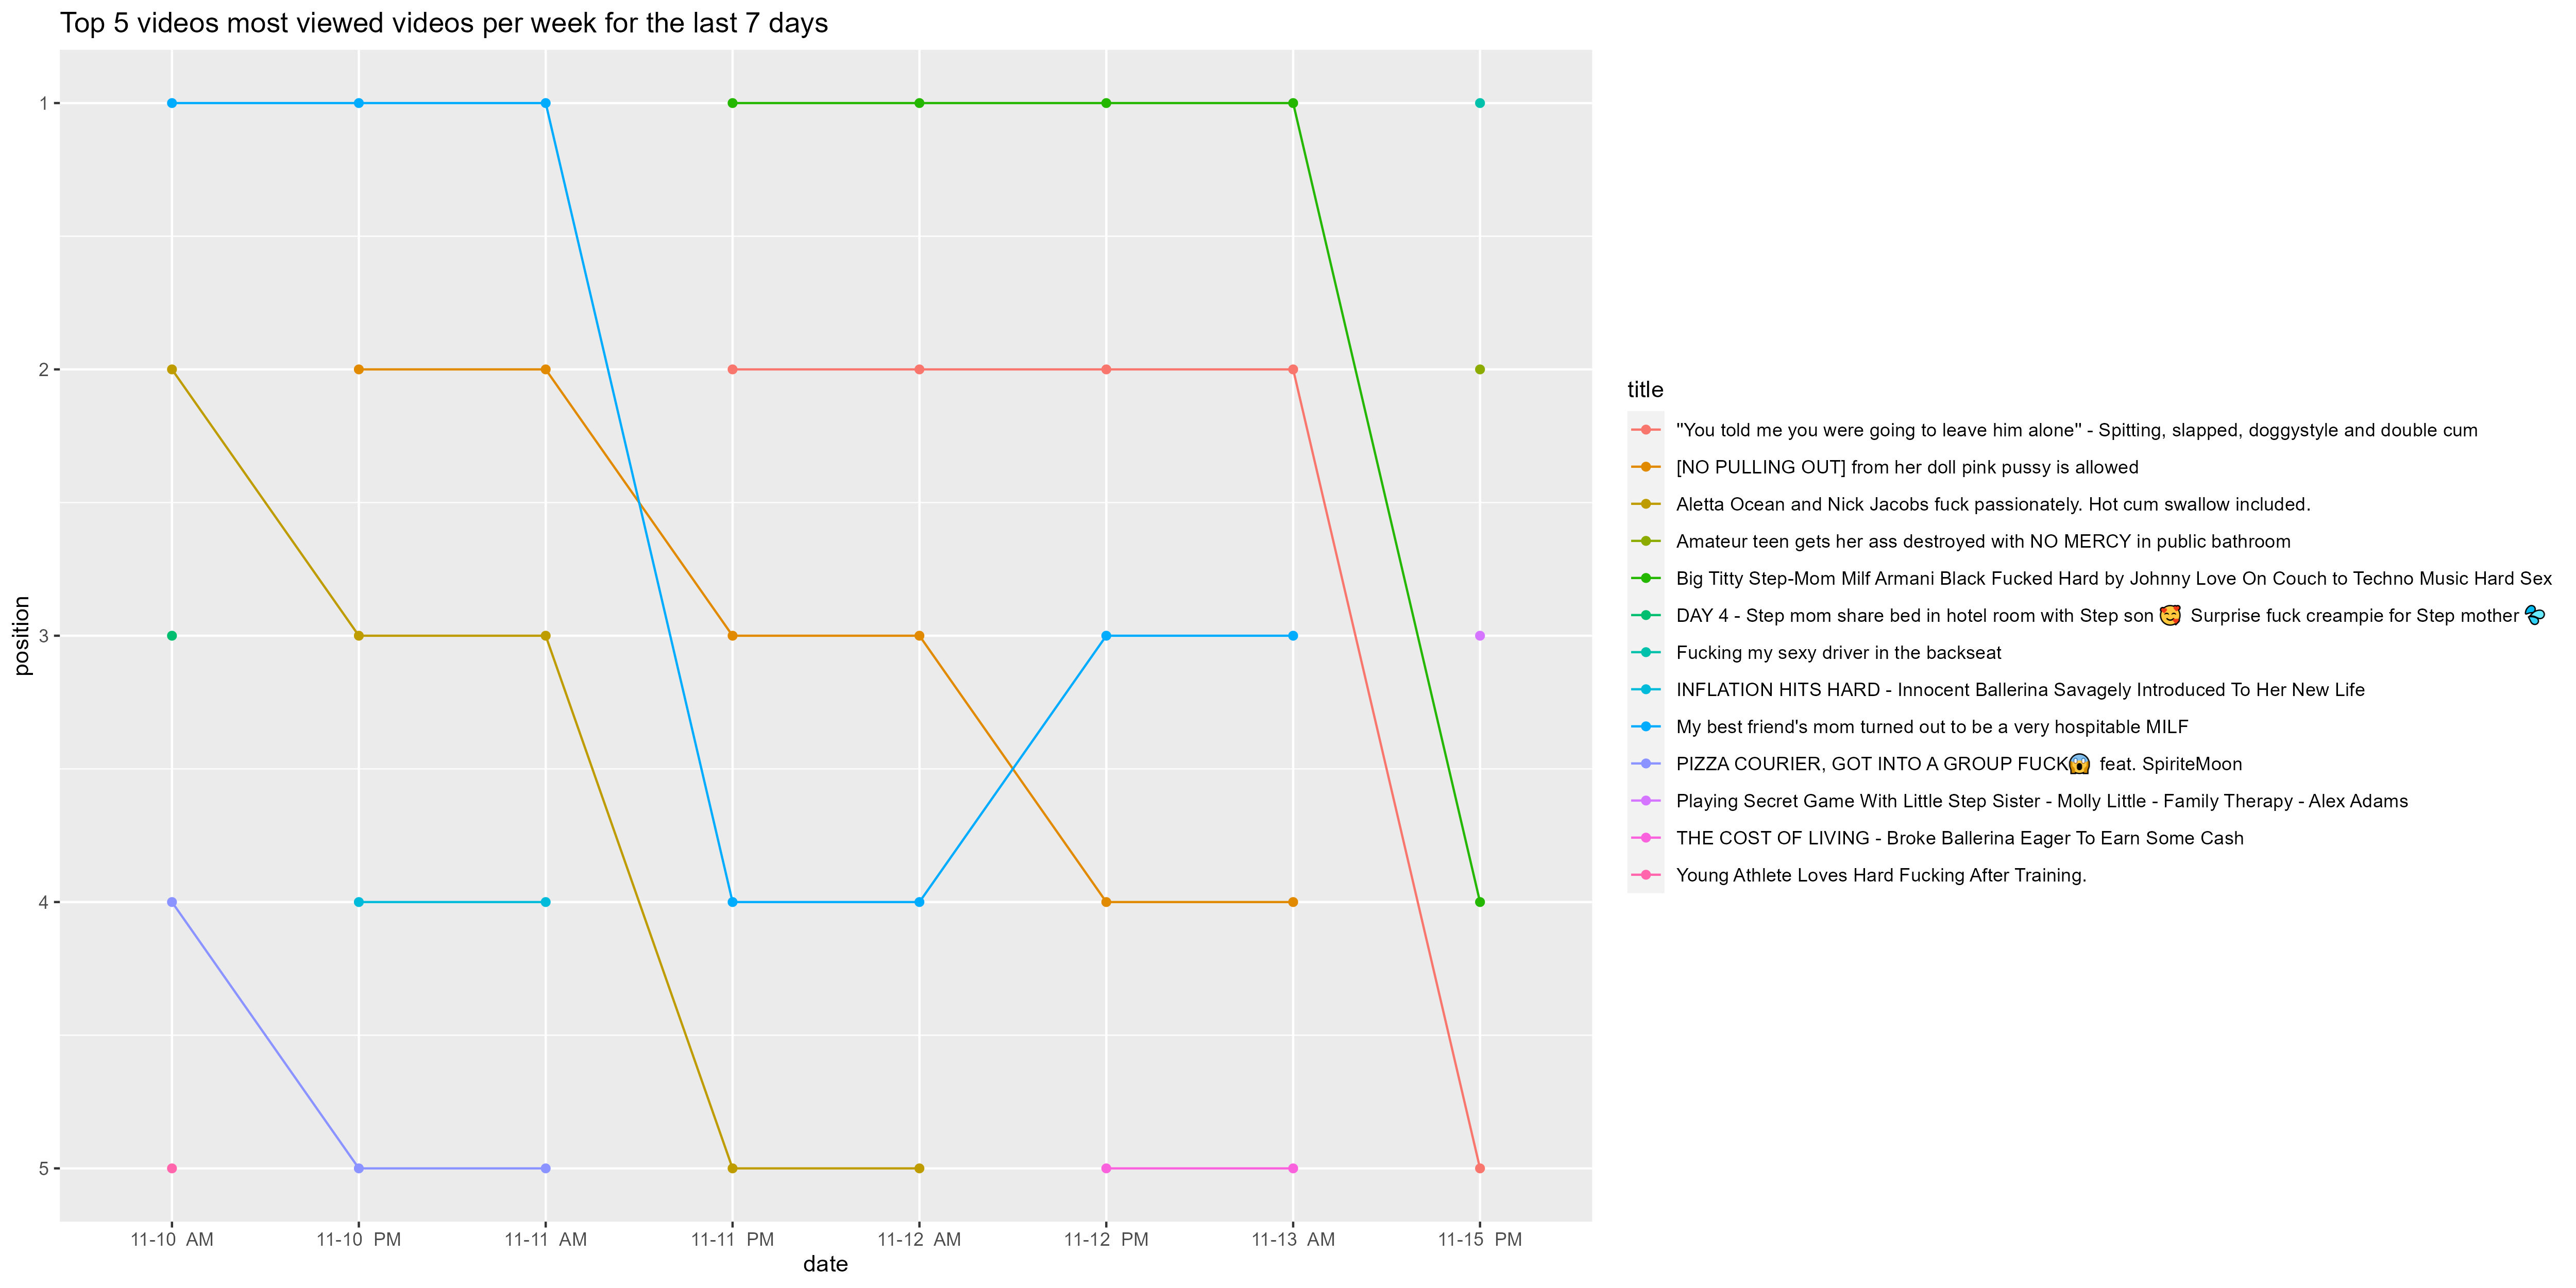 Top 5 videos most viewed videos per week for the last 7 days
1
2
3
4
5
position
11-10 AM
11-10 PM
11-11 AM
11-11 PM
11-12 AM
11-12 PM
11-13 AM
11-15 PM
date
title
"You told me you were going to leave him alone" - Spitting, slapped, doggystyle and double cum
[NO PULLING OUT] from her doll pink pussy is allowed
Aletta Ocean and Nick Jacobs fuck passionately. Hot cum swallow included.
Amateur teen gets her ass destroyed with NO MERCY in public bathroom
Big Titty Step-Mom Milf Armani Black Fucked Hard by Johnny Love On Couch to Techno Music Hard Sex
DAY 4 - Step mom share bed in hotel room with Step son 🥰 Surprise fuck creampie for Step mother 💦
Fucking my sexy driver in the backseat
INFLATION HITS HARD - Innocent Ballerina Savagely Introduced To Her New Life
My best friend's mom turned out to be a very hospitable MILF
PIZZA COURIER, GOT INTO A GROUP FUCK😱 feat. SpiriteMoon
Playing Secret Game With Little Step Sister - Molly Little - Family Therapy - Alex Adams
THE COST OF LIVING - Broke Ballerina Eager To Earn Some Cash
Young Athlete Loves Hard Fucking After Training.